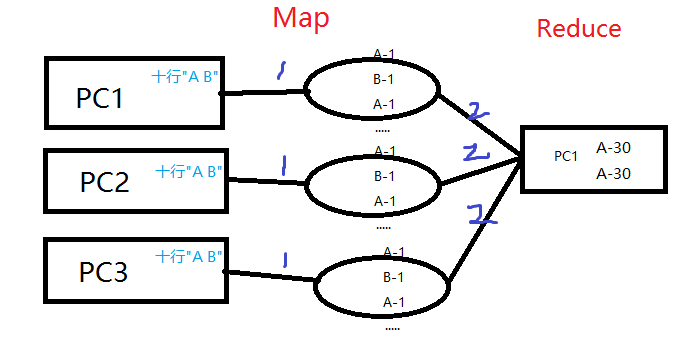 Map
Reduce
PC1
十行"A B"
1
A-1
B-1
A-1
.....
2
PC2
十行"A B"
1
A-1
B-1
A-1
.....
2
PC3
十行"A B"
1
A-1
B-1
A-1
.....
2
PC1
A-30
A-30